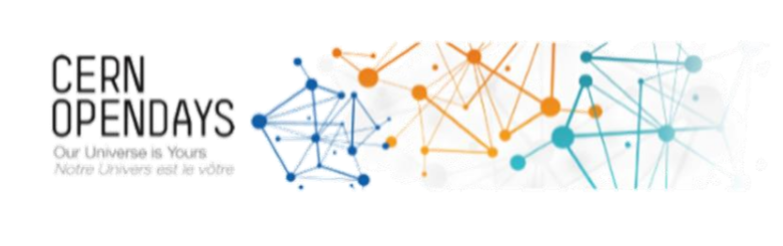 CERN
OPENDAYS
Our Universe is Yours
Notre Univers est le vôtre